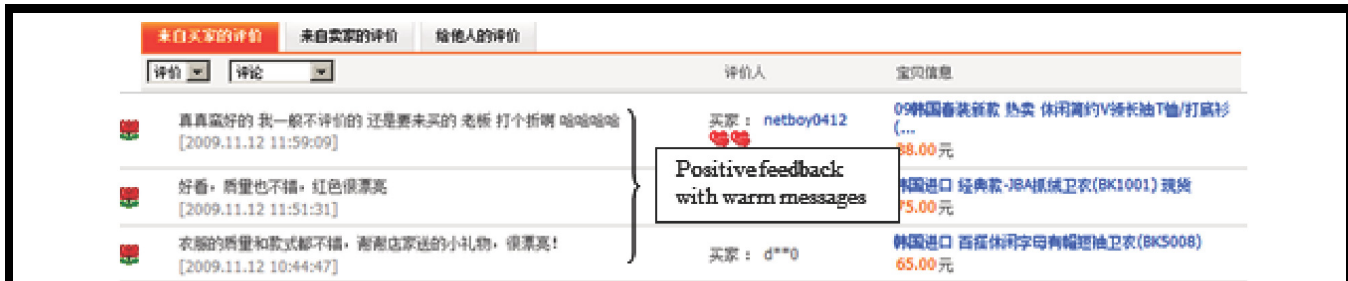 来自买家的评价 来自卖家的评价 给他人的评价
评价 评论 评价人 宝贝信息
真真蛮好的 我一般不评价的 还是要来买的 老板 打个折啊 哈哈哈哈
[2009.11.12 11:59:09]
买家: netboy0412
09韩国春装新款 热卖 休闲简约V领长袖T恤/打底衫
(...
38.00元
好看,质量也不错,红色很漂亮
[2009.11.12 11:51:31]
Positive feedback
with warm messages
韩国进口 经典款-JBA抓绒卫衣(BK1001) 现货
75.00元
衣服的质量和款式都不错,谢谢店家送的小礼物,很漂亮!
[2009.11.12 10:44:47]
买家: d**0
韩国进口 百搭休闲字母有帽短袖卫衣(BK5008)
65.00元